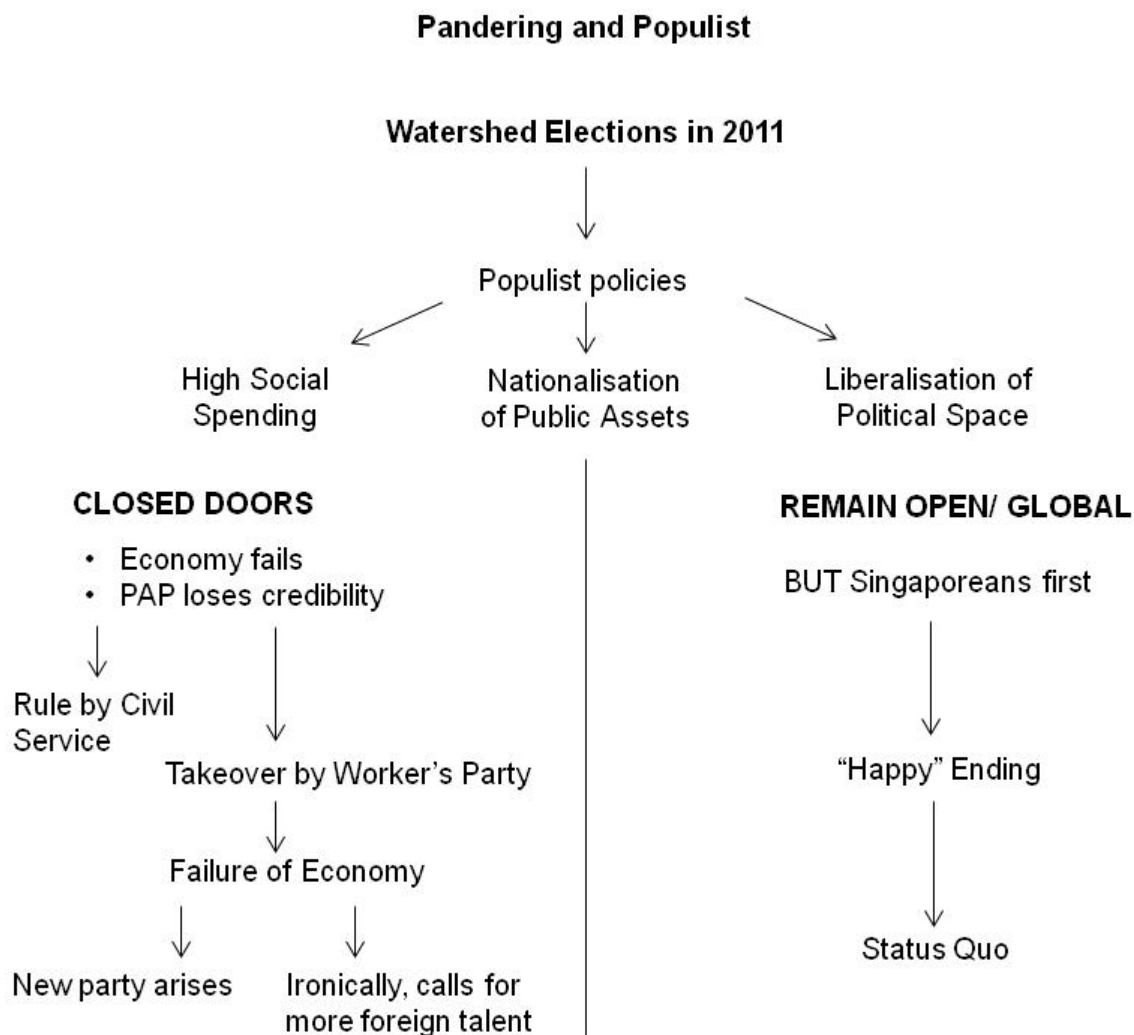 Pandering and Populist
Watershed Elections in 2011
Populist policies
High Social
Spending
Nationalisation
of Public Assets
Liberalisation of
Political Space
CLOSED DOORS
• Economy fails
• PAP loses credibility
Rule by Civil
Service
Takeover by Worker's Party
Failure of Economy
New party arises
Ironically, calls for
more foreign talent
REMAIN OPEN/ GLOBAL
BUT Singaporeans first
“Happy” Ending
Status Quo